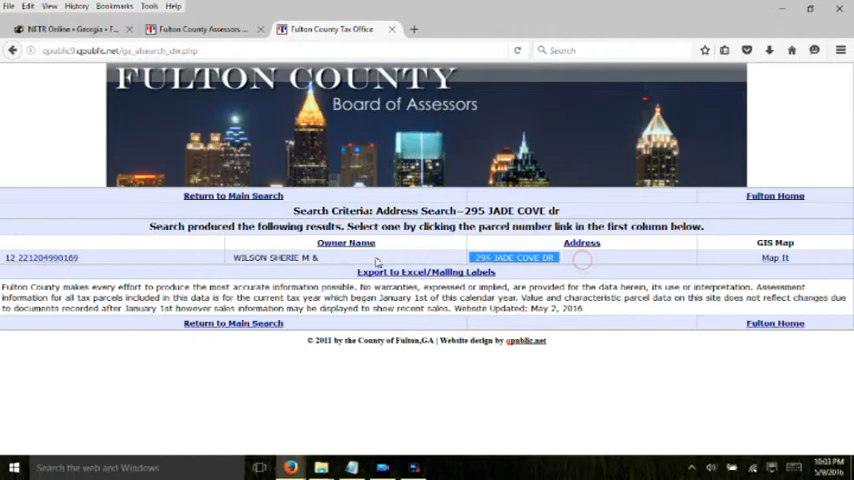 File Edit View History Bookmarks Tools Help
NETR Online • Georgia • F...
Fulton County Assessors ...
Fulton County Tax Office
qpublic9.qpublic.net/ga_alsearch_dw.php
Search
FULTON COUNTY
Board of Assessors
Return to Main Search Fulton Home
Search Criteria: Address Search--295 JADE COVE dr
Search produced the following results. Select one by clicking the parcel number link in the first column below.
Owner Name Address GIS Map
12 221204990169 WILSON SHERIE M & 295 JADE COVE DR Map It
Export to Excel/Mailing Labels
Fulton County makes every effort to produce the most accurate information possible. No warranties, expressed or implied, are provided for the data herein, its use or interpretation. Assessment
information for all tax parcels included in this data is for the current tax year which began January 1st of this calendar year. Value and characteristic parcel data on this site does not reflect changes due
to documents recorded after January 1st however sales information may be displayed to show recent sales. Website Updated: May 2, 2016
Return to Main Search Fulton Home
© 2011 by the County of Fulton,GA | Website design by qpublic.net
Search the web and Windows
10:03 PM
5/9/2016